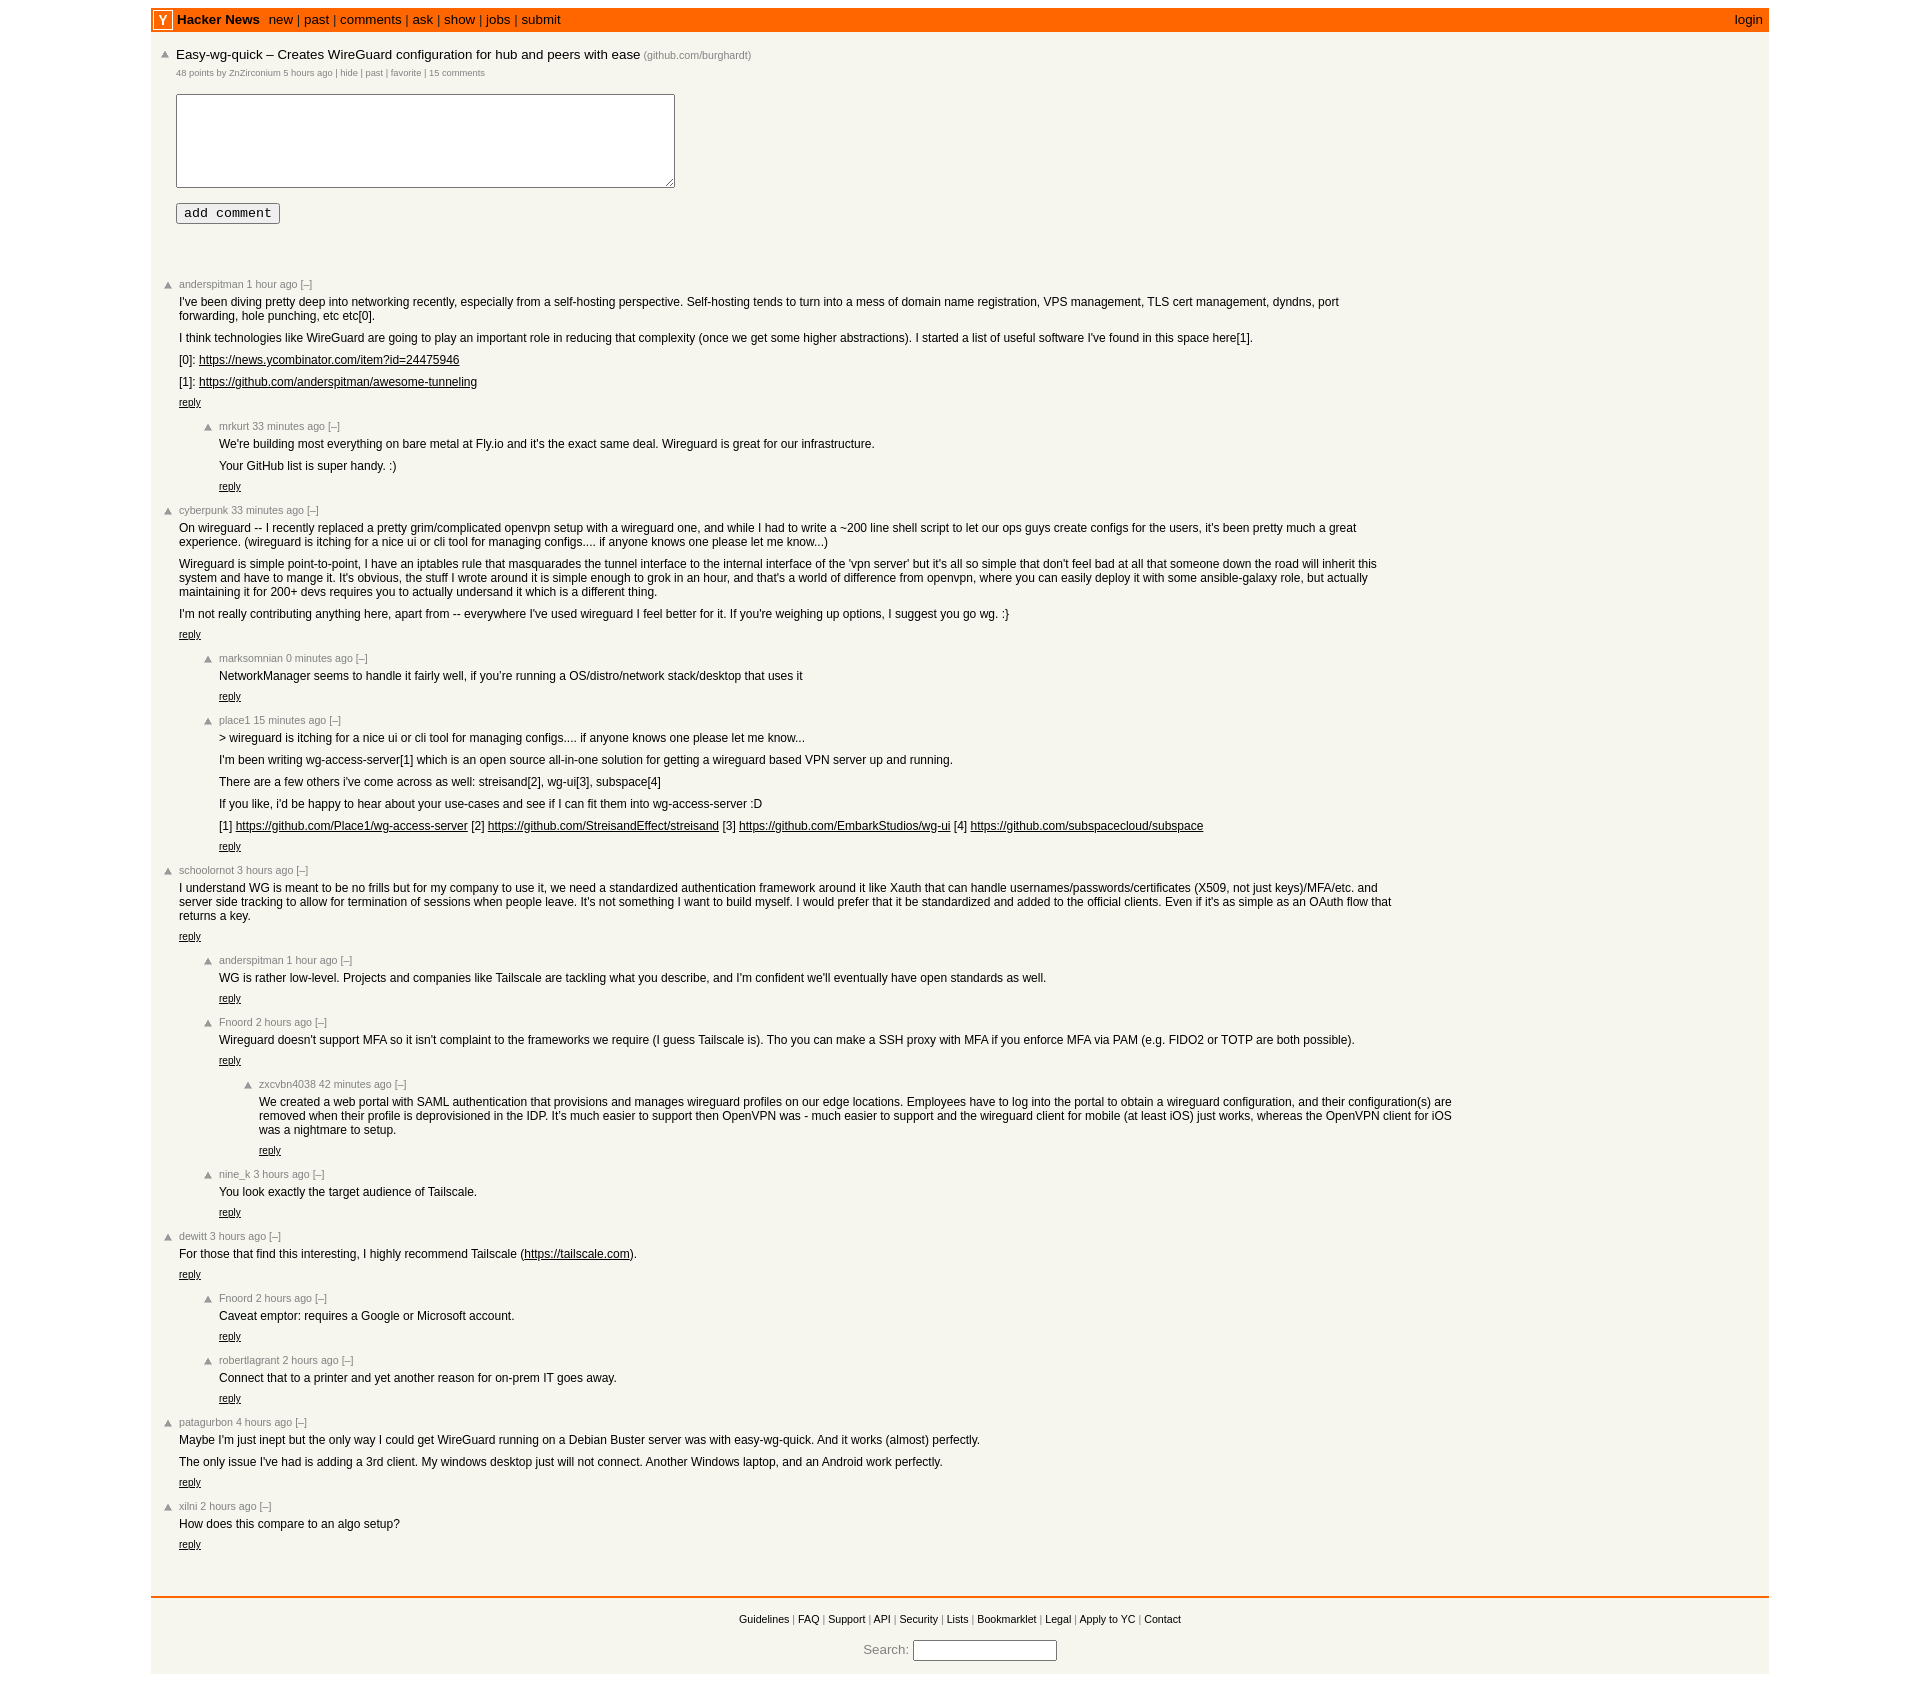 Y Hacker News new | past | comments | ask | show | jobs | submit login
Easy-wg-quick – Creates WireGuard configuration for hub and peers with ease (github.com/burghardt)
48 points by ZnZirconium 5 hours ago | hide | past | favorite | 15 comments
add comment
anderspitman 1 hour ago [–]
I've been diving pretty deep into networking recently, especially from a self-hosting perspective. Self-hosting tends to turn into a mess of domain name registration, VPS management, TLS cert management, dyndns, port
forwarding, hole punching, etc etc[0].
I think technologies like WireGuard are going to play an important role in reducing that complexity (once we get some higher abstractions). I started a list of useful software I've found in this space here[1].
[0]: https://news.ycombinator.com/item?id=24475946
[1]: https://github.com/anderspitman/awesome-tunneling
reply
mrkurt 33 minutes ago [–]
We're building most everything on bare metal at Fly.io and it's the exact same deal. Wireguard is great for our infrastructure.
Your GitHub list is super handy. :)
reply
cyberpunk 33 minutes ago [–]
On wireguard -- I recently replaced a pretty grim/complicated openvpn setup with a wireguard one, and while I had to write a ~200 line shell script to let our ops guys create configs for the users, it's been pretty much a great
experience. (wireguard is itching for a nice ui or cli tool for managing configs.... if anyone knows one please let me know...)
Wireguard is simple point-to-point, I have an iptables rule that masquarades the tunnel interface to the internal interface of the 'vpn server' but it's all so simple that don't feel bad at all that someone down the road will inherit this
system and have to mange it. It's obvious, the stuff I wrote around it is simple enough to grok in an hour, and that's a world of difference from openvpn, where you can easily deploy it with some ansible-galaxy role, but actually
maintaining it for 200+ devs requires you to actually undersand it which is a different thing.
I'm not really contributing anything here, apart from -- everywhere I've used wireguard I feel better for it. If you're weighing up options, I suggest you go wg. :}
reply
marksomnian 0 minutes ago [–]
NetworkManager seems to handle it fairly well, if you’re running a OS/distro/network stack/desktop that uses it
reply
place1 15 minutes ago [–]
> wireguard is itching for a nice ui or cli tool for managing configs.... if anyone knows one please let me know...
I'm been writing wg-access-server[1] which is an open source all-in-one solution for getting a wireguard based VPN server up and running.
There are a few others i've come across as well: streisand[2], wg-ui[3], subspace[4]
If you like, i'd be happy to hear about your use-cases and see if I can fit them into wg-access-server :D
[1] https://github.com/Place1/wg-access-server [2] https://github.com/StreisandEffect/streisand [3] https://github.com/EmbarkStudios/wg-ui [4] https://github.com/subspacecloud/subspace
reply
schoolornot 3 hours ago [–]
I understand WG is meant to be no frills but for my company to use it, we need a standardized authentication framework around it like Xauth that can handle usernames/passwords/certificates (X509, not just keys)/MFA/etc. and
server side tracking to allow for termination of sessions when people leave. It's not something I want to build myself. I would prefer that it be standardized and added to the official clients. Even if it's as simple as an OAuth flow that
returns a key.
reply
anderspitman 1 hour ago [–]
WG is rather low-level. Projects and companies like Tailscale are tackling what you describe, and I'm confident we'll eventually have open standards as well.
reply
Fnoord 2 hours ago [–]
Wireguard doesn't support MFA so it isn't complaint to the frameworks we require (I guess Tailscale is). Tho you can make a SSH proxy with MFA if you enforce MFA via PAM (e.g. FIDO2 or TOTP are both possible).
reply
zxcvbn4038 42 minutes ago [–]
We created a web portal with SAML authentication that provisions and manages wireguard profiles on our edge locations. Employees have to log into the portal to obtain a wireguard configuration, and their configuration(s) are
removed when their profile is deprovisioned in the IDP. It’s much easier to support then OpenVPN was - much easier to support and the wireguard client for mobile (at least iOS) just works, whereas the OpenVPN client for iOS
was a nightmare to setup.
reply
nine_k 3 hours ago [–]
You look exactly the target audience of Tailscale.
reply
dewitt 3 hours ago [–]
For those that find this interesting, I highly recommend Tailscale (https://tailscale.com).
reply
Fnoord 2 hours ago [–]
Caveat emptor: requires a Google or Microsoft account.
reply
robertlagrant 2 hours ago [–]
Connect that to a printer and yet another reason for on-prem IT goes away.
reply
patagurbon 4 hours ago [–]
Maybe I'm just inept but the only way I could get WireGuard running on a Debian Buster server was with easy-wg-quick. And it works (almost) perfectly.
The only issue I've had is adding a 3rd client. My windows desktop just will not connect. Another Windows laptop, and an Android work perfectly.
reply
xilni 2 hours ago [–]
How does this compare to an algo setup?
reply
Guidelines | FAQ | Support | API | Security | Lists | Bookmarklet | Legal | Apply to YC | Contact
Search: